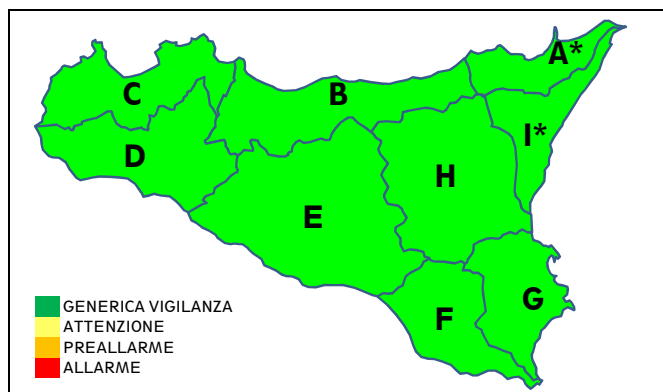 A*
C
B
I*
D
H
E
G
F
GENERICA VIGILANZA
ATTENZIONE
PREALLARME
ALLARME